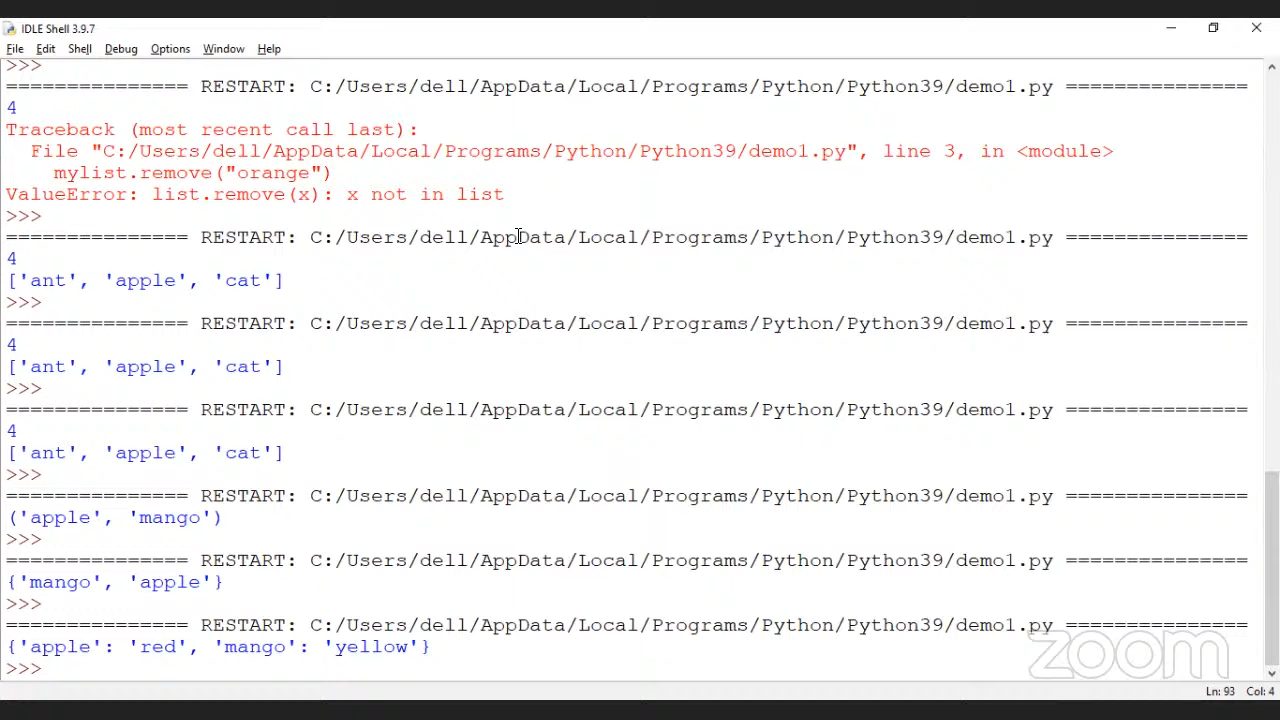 IDLE Shell 3.9.7
File Edit Shell Debug Options Window Help
>>>
=============== RESTART: C:/Users/dell/AppData/Local/Programs/Python/Python39/demo1.py ===============
4
Traceback (most recent call last):
  File "C:/Users/dell/AppData/Local/Programs/Python/Python39/demo1.py", line 3, in <module>
    mylist.remove("orange")
ValueError: list.remove(x): x not in list
>>>
=============== RESTART: C:/Users/dell/AppData/Local/Programs/Python/Python39/demo1.py ===============
4
['ant', 'apple', 'cat']
>>>
=============== RESTART: C:/Users/dell/AppData/Local/Programs/Python/Python39/demo1.py ===============
4
['ant', 'apple', 'cat']
>>>
=============== RESTART: C:/Users/dell/AppData/Local/Programs/Python/Python39/demo1.py ===============
4
['ant', 'apple', 'cat']
>>>
=============== RESTART: C:/Users/dell/AppData/Local/Programs/Python/Python39/demo1.py ===============
('apple', 'mango')
>>>
=============== RESTART: C:/Users/dell/AppData/Local/Programs/Python/Python39/demo1.py ===============
{'mango', 'apple'}
>>>
=============== RESTART: C:/Users/dell/AppData/Local/Programs/Python/Python39/demo1.py ===============
{'apple': 'red', 'mango': 'yellow'}
>>>
zoom
Ln: 93 Col: 4